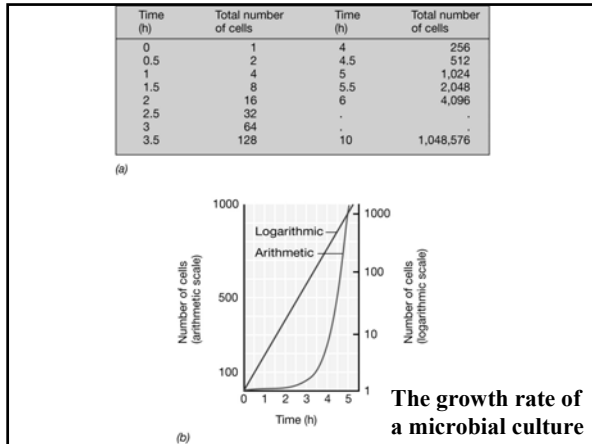 Time Total number Time Total number
(h) of cells (h) of cells
0 1 4 256
0.5 2 4.5 512
1 4 5 1,024
1.5 8 5.5 2,048
2 16 6 4,096
2.5 32 . .
3 64 . .
3.5 128 10 1,048,576
(a)
1000
500
100
Number of cells
(arithmetic scale)
Logarithmic
Arithmetic
1000
100
10
1
Number of cells
(logarithmic scale)
0 1 2 3 4 5
Time (h)
(b)
The growth rate of
a microbial culture